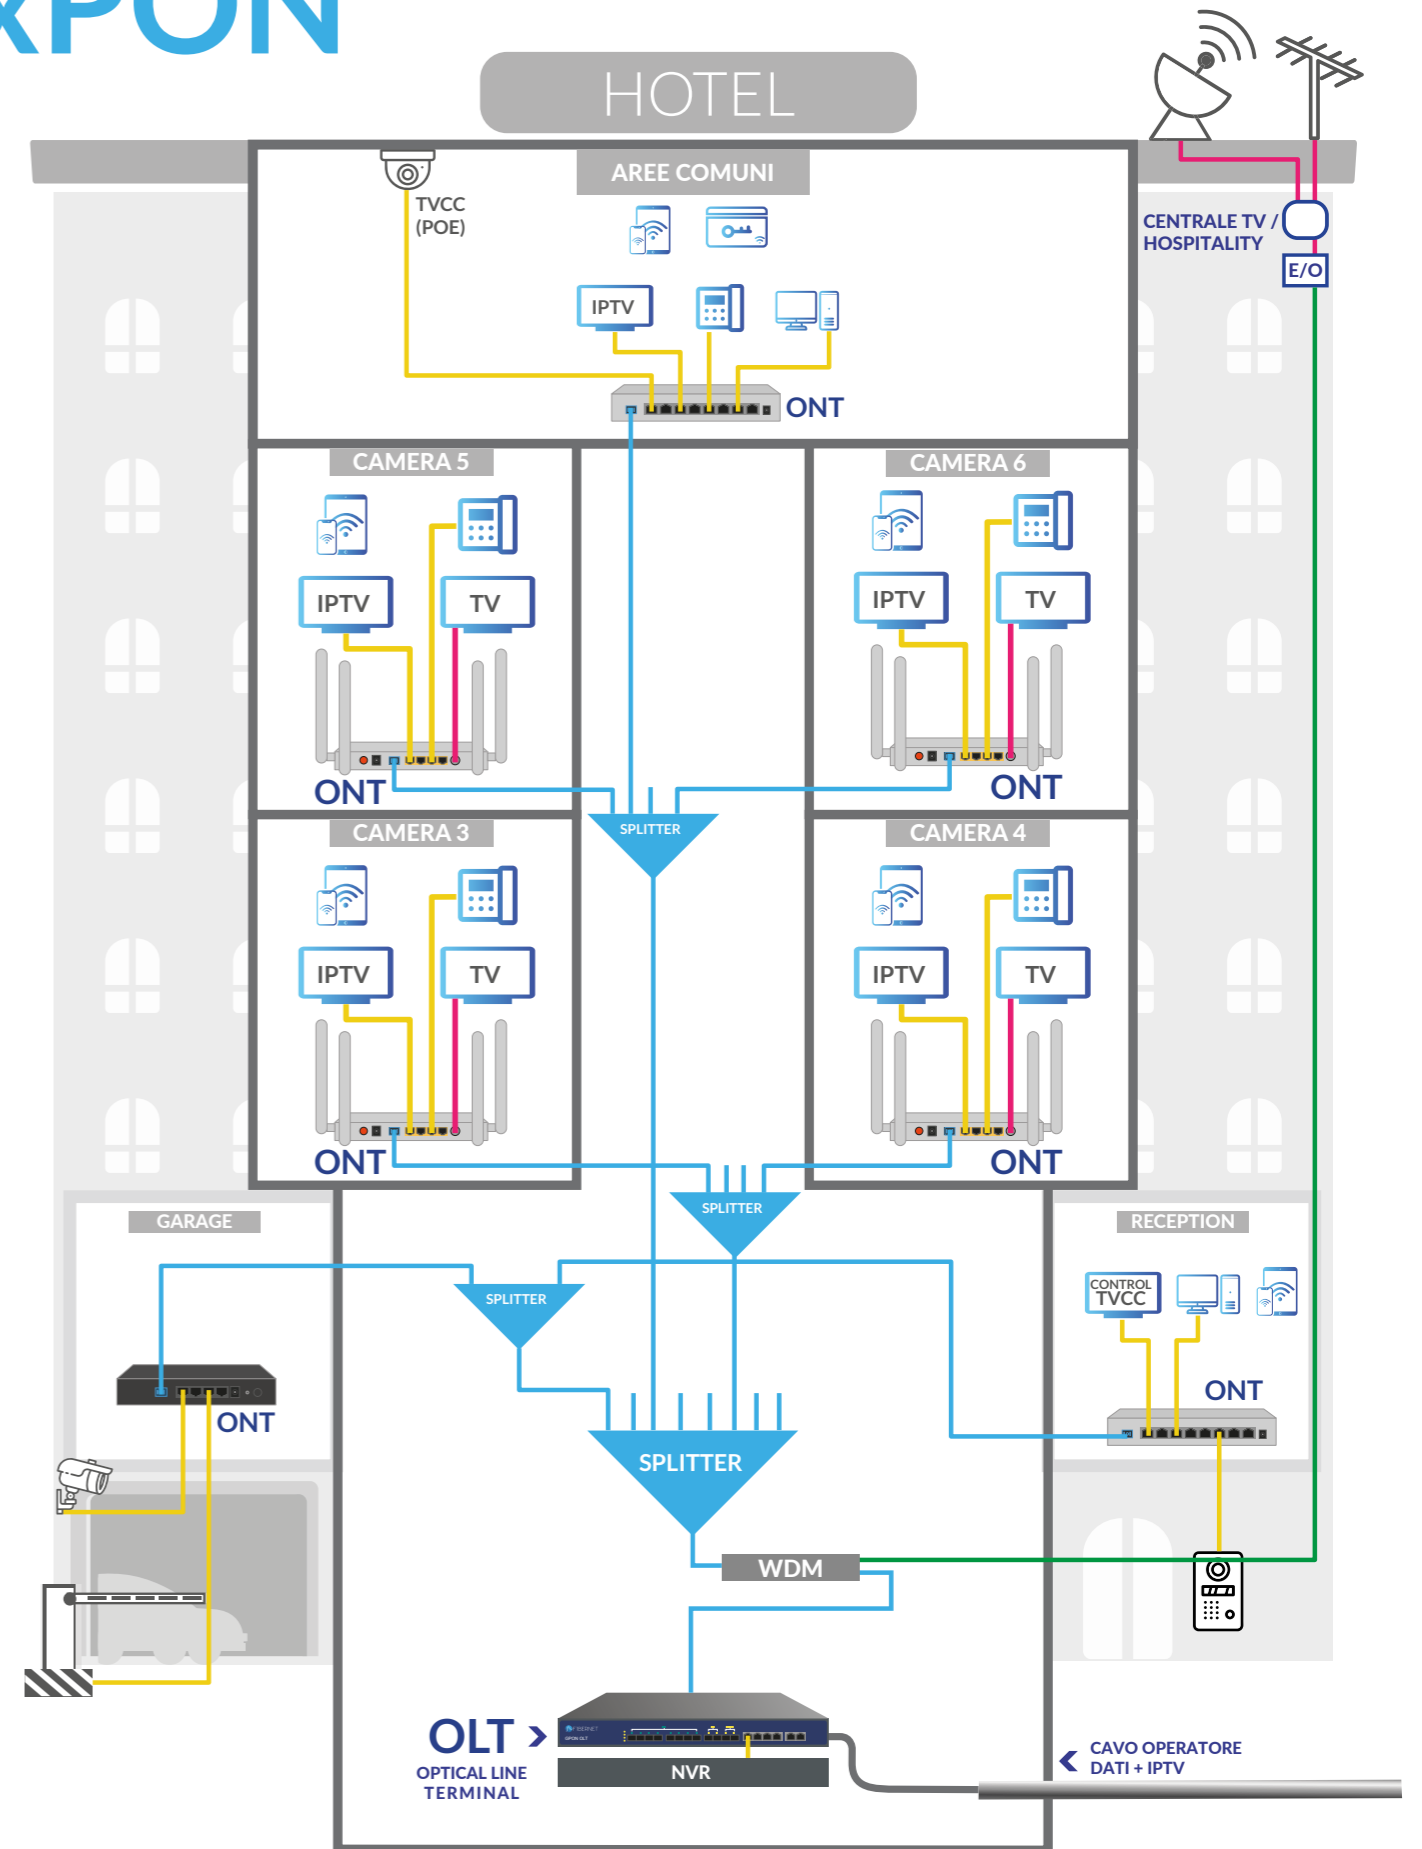 xPON
HOTEL
AREE COMUNI
TVCC
(POE)
CENTRALE TV /
HOSPITALITY
E/O
IPTV
ONT
CAMERA 5
IPTV
TV
ONT
CAMERA 6
IPTV
TV
ONT
SPLITTER
CAMERA 3
IPTV
TV
ONT
CAMERA 4
IPTV
TV
ONT
SPLITTER
GARAGE
ONT
SPLITTER
RECEPTION
CONTROL
TVCC
ONT
SPLITTER
WDM
OLT
OPTICAL LINE
TERMINAL
GPON OLT
NVR
CAVO OPERATORE
DATI + IPTV